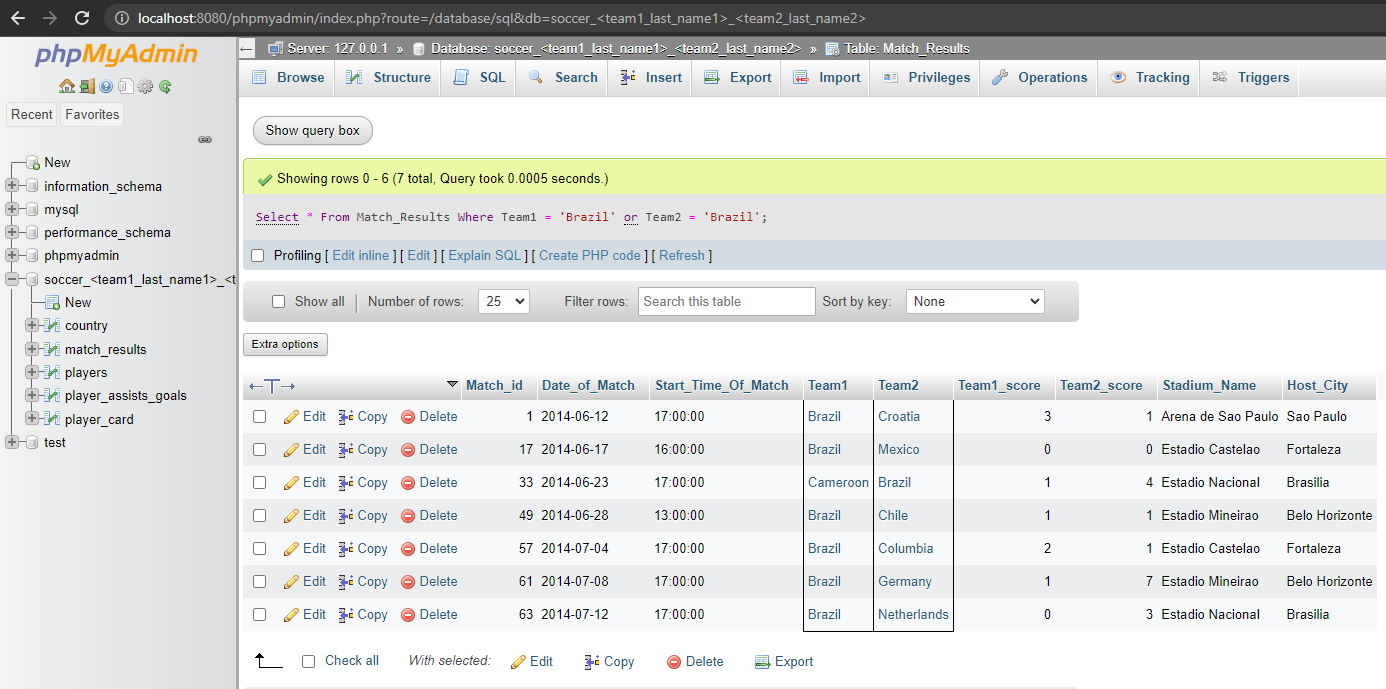 localhost:8080/phpmyadmin/index.php?route=/database/sql&db=soccer_<team1_last_name1>_<team2_last_name2>
phpMyAdmin
Recent Favorites
New
information_schema
mysql
performance_schema
phpmyadmin
soccer_<team1_last_name1>_<t
New
country
match_results
players
player_assists_goals
player_card
test
Server: 127.0.0.1 » Database: soccer_<team1_last_name1>_<team2_last_name2> » Table: Match_Results
Browse Structure SQL Search Insert Export Import Privileges Operations Tracking Triggers
Show query box
Showing rows 0 - 6 (7 total, Query took 0.0005 seconds.)
Select * From Match_Results Where Team1 = 'Brazil' or Team2 = 'Brazil';
Profiling [ Edit inline ] [ Edit ] [ Explain SQL ] [ Create PHP code ] [ Refresh ]
Show all Number of rows: 25 Filter rows: Search this table Sort by key: None
Extra options
←T→ Match_id Date_of_Match Start_Time_Of_Match Team1 Team2 Team1_score Team2_score Stadium_Name Host_City
Edit Copy Delete 1 2014-06-12 17:00:00 Brazil Croatia 3 1 Arena de Sao Paulo Sao Paulo
Edit Copy Delete 17 2014-06-17 16:00:00 Brazil Mexico 0 0 Estadio Castelao Fortaleza
Edit Copy Delete 33 2014-06-23 17:00:00 Cameroon Brazil 1 4 Estadio Nacional Brasilia
Edit Copy Delete 49 2014-06-28 13:00:00 Brazil Chile 1 1 Estadio Mineirao Belo Horizonte
Edit Copy Delete 57 2014-07-04 17:00:00 Brazil Columbia 2 1 Estadio Castelao Fortaleza
Edit Copy Delete 61 2014-07-08 17:00:00 Brazil Germany 1 7 Estadio Mineirao Belo Horizonte
Edit Copy Delete 63 2014-07-12 17:00:00 Brazil Netherlands 0 3 Estadio Nacional Brasilia
Check all With selected: Edit Copy Delete Export